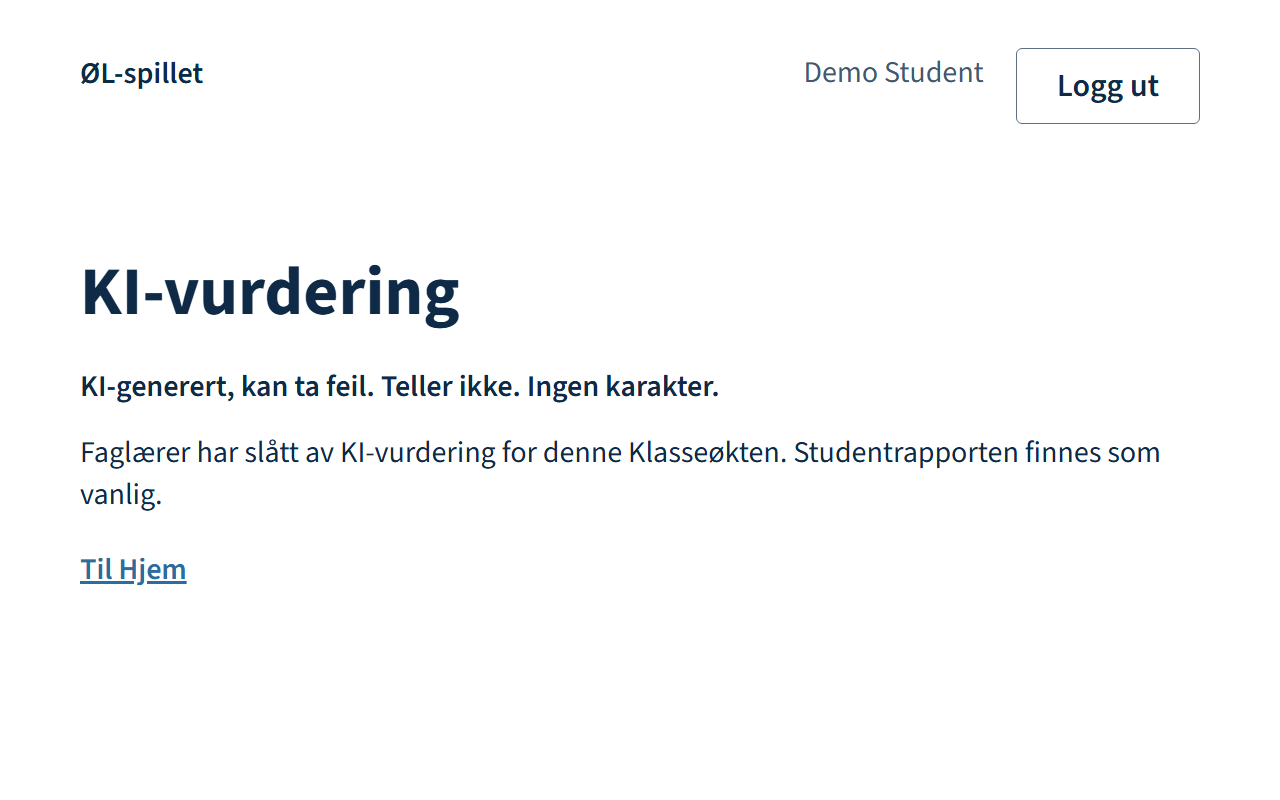 ØL-spillet
Demo Student
Logg ut
KI-vurdering
KI-generert, kan ta feil. Teller ikke. Ingen karakter.
Faglærer har slått av KI-vurdering for denne Klasseøkten. Studentrapporten finnes som
vanlig.
Til Hjem